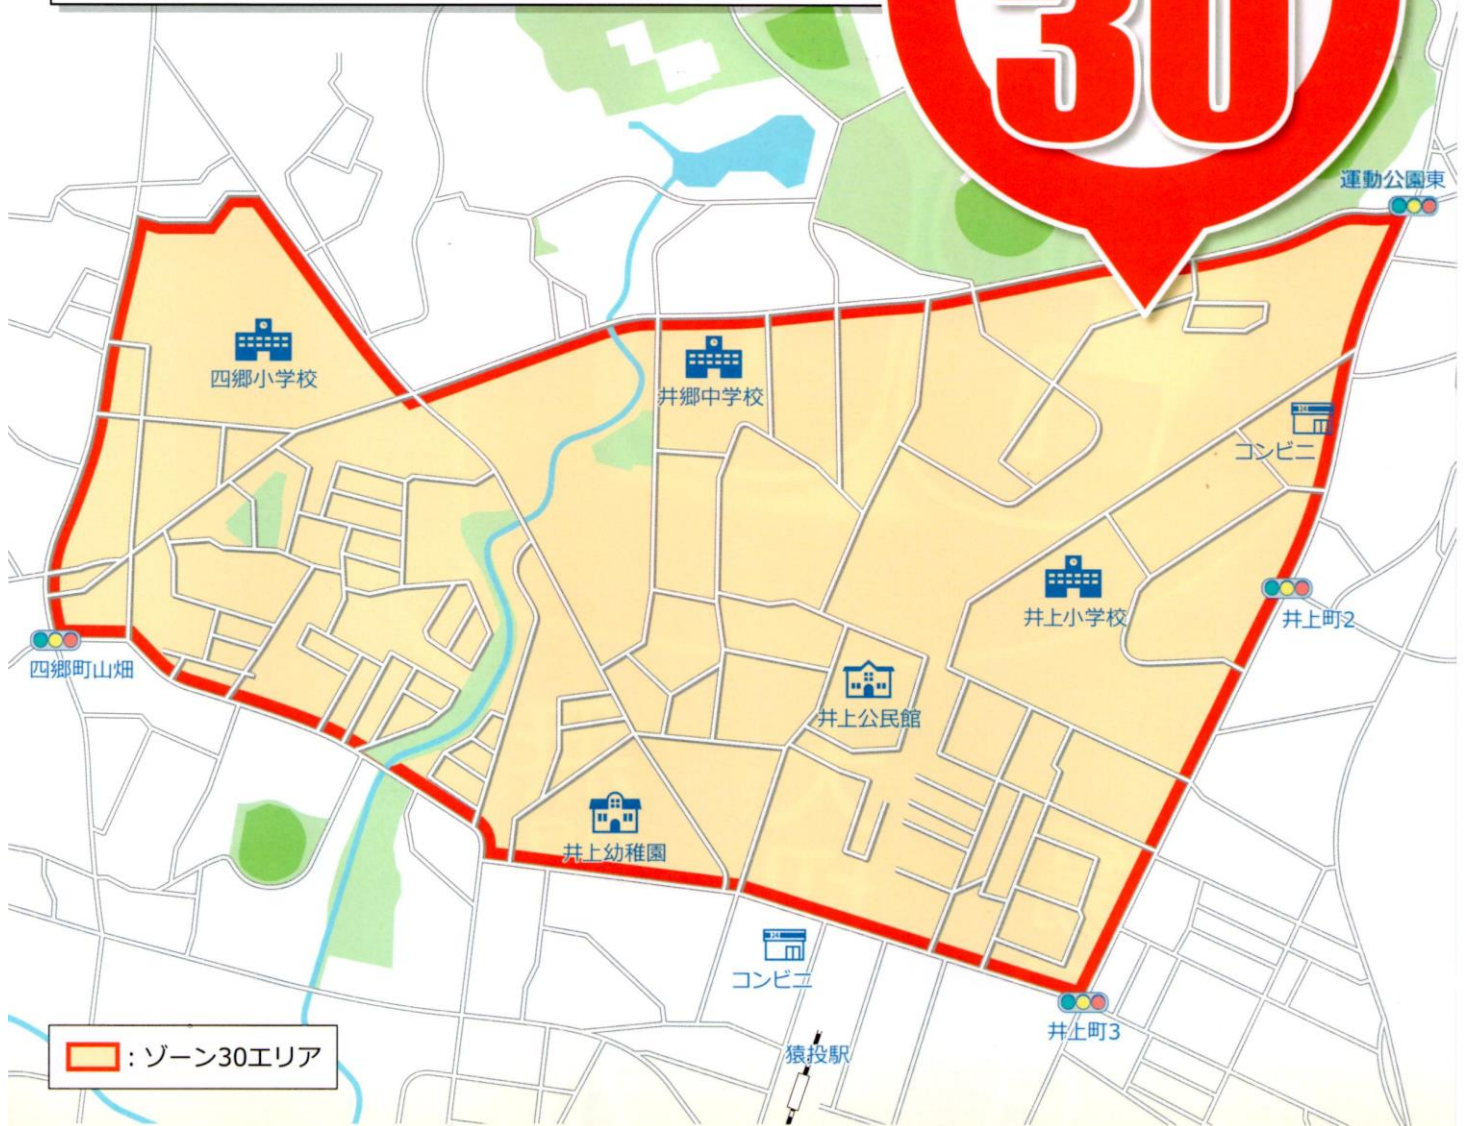 30
運動公園東
四郷小学校
井郷中学校
コンビニ
井上小学校
井上町2
四郷町山畑
井上公民館
井上幼稚園
コンビニ
井上町3
猿投駅
：ゾーン30エリア